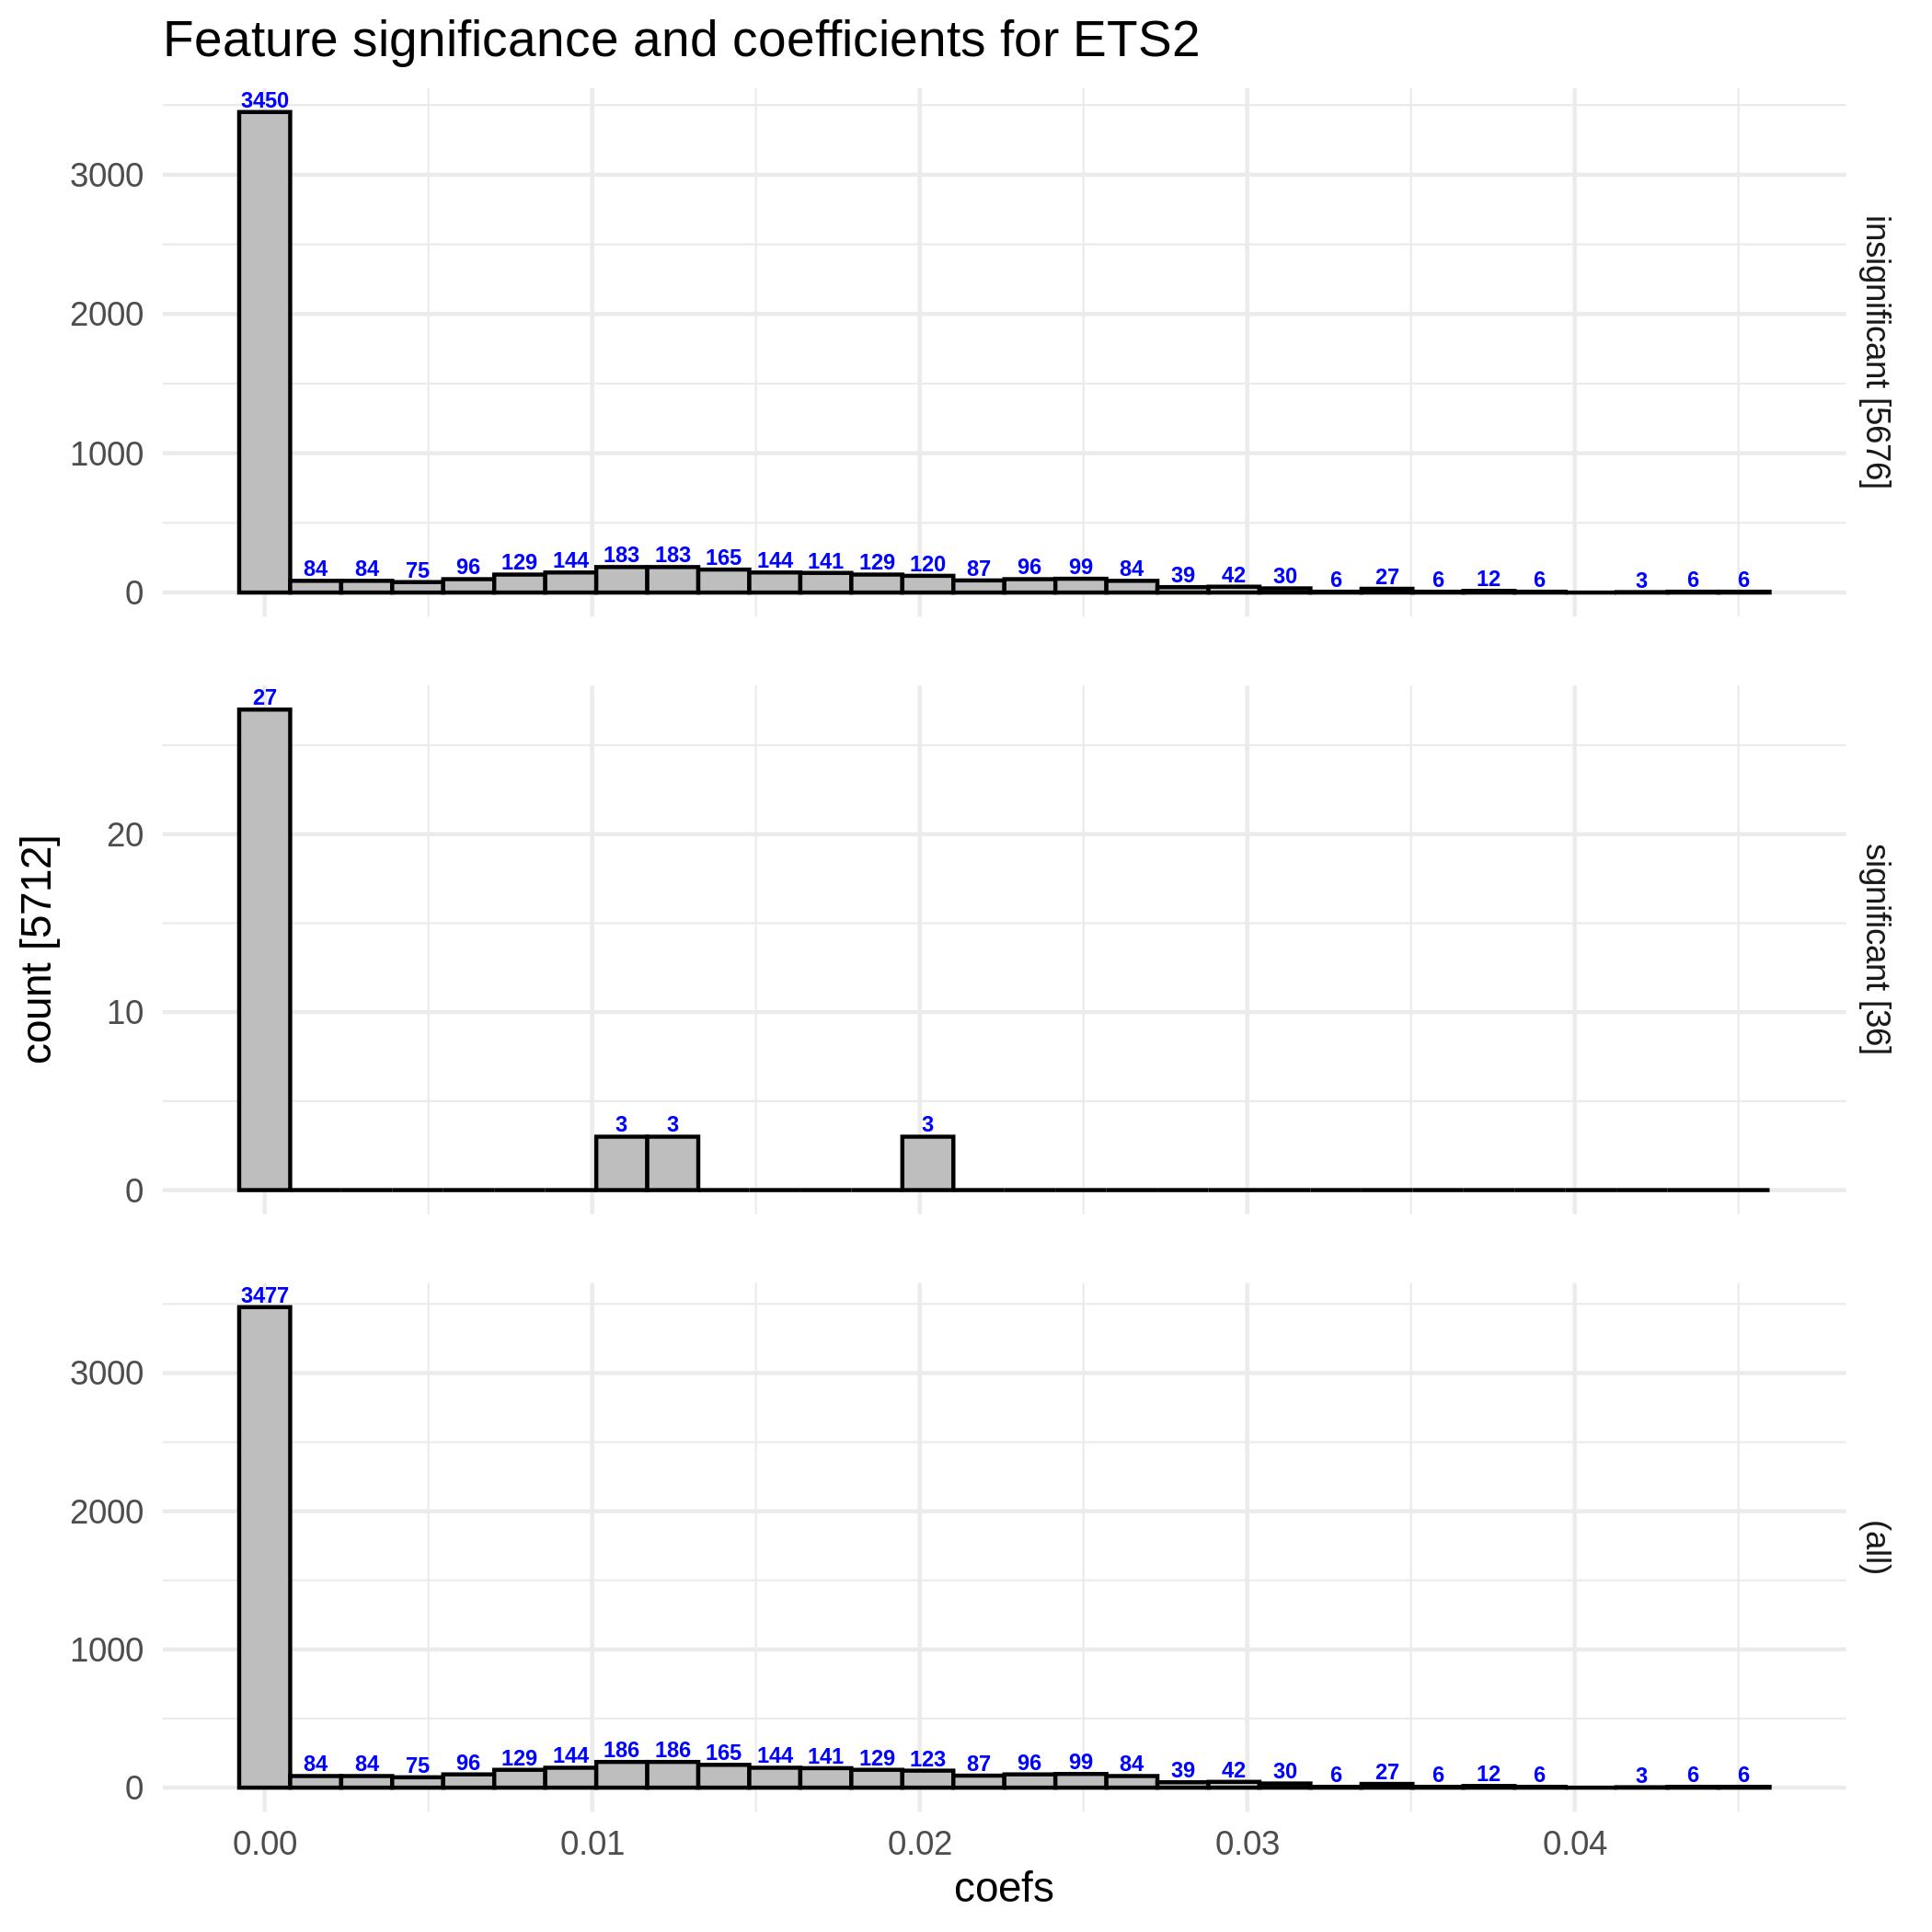 Feature significance and coefficients for ETS2
3450
84 84 75 96 129 144 183 183 165 144 141 129 120 87 96 99 84 39 42 30 6 27 6 12 6 3 6 6
3000
2000
1000
0
insignificant [5676]
27
3 3 3
20
10
0
significant [36]
count [5712]
3477
84 84 75 96 129 144 186 186 165 144 141 129 123 87 96 99 84 39 42 30 6 27 6 12 6 3 6 6
3000
2000
1000
0
(all)
0.00 0.01 0.02 0.03 0.04
coefs